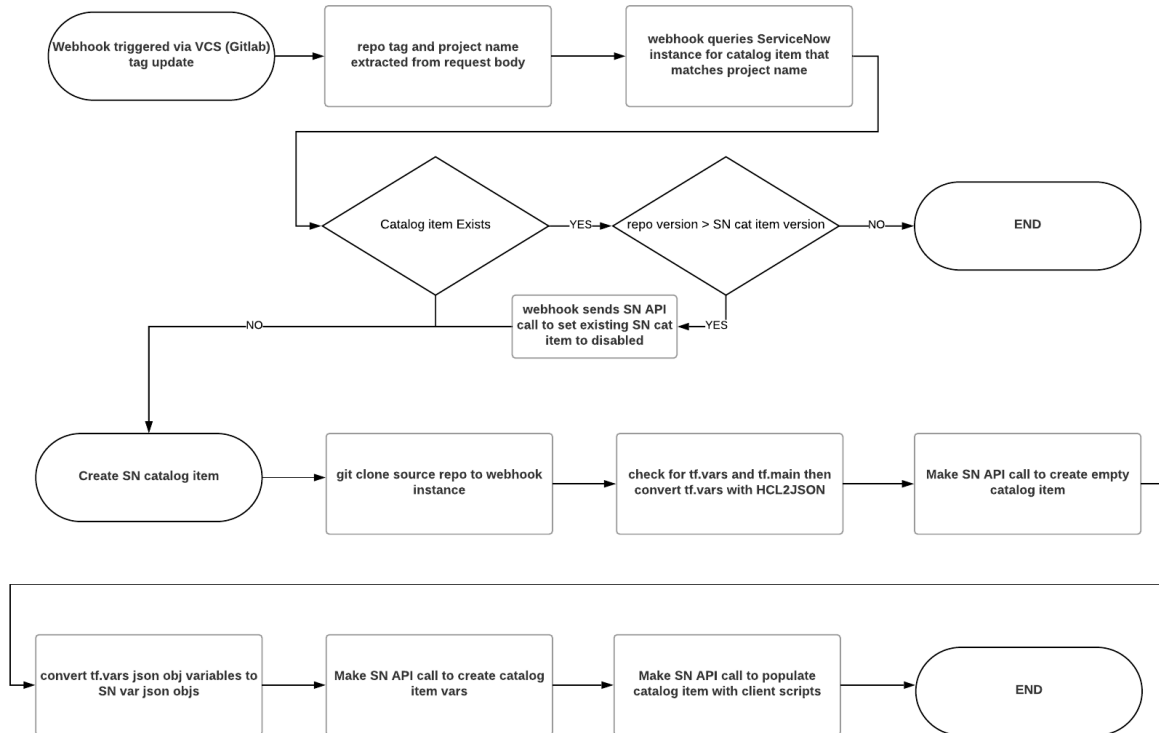 Webhook triggered via VCS (Gitlab)
tag update
repo tag and project name
extracted from request body
webhook queries ServiceNow
instance for catalog item that
matches project name
Catalog item Exists
YES
repo version > SN cat item version
NO
END
webhook sends SN API
call to set existing SN cat
item to disabled
YES
NO
Create SN catalog item
git clone source repo to webhook
instance
check for tf.vars and tf.main then
convert tf.vars with HCL2JSON
Make SN API call to create empty
catalog item
convert tf.vars json obj variables to
SN var json objs
Make SN API call to create catalog
item vars
Make SN API call to populate
catalog item with client scripts
END